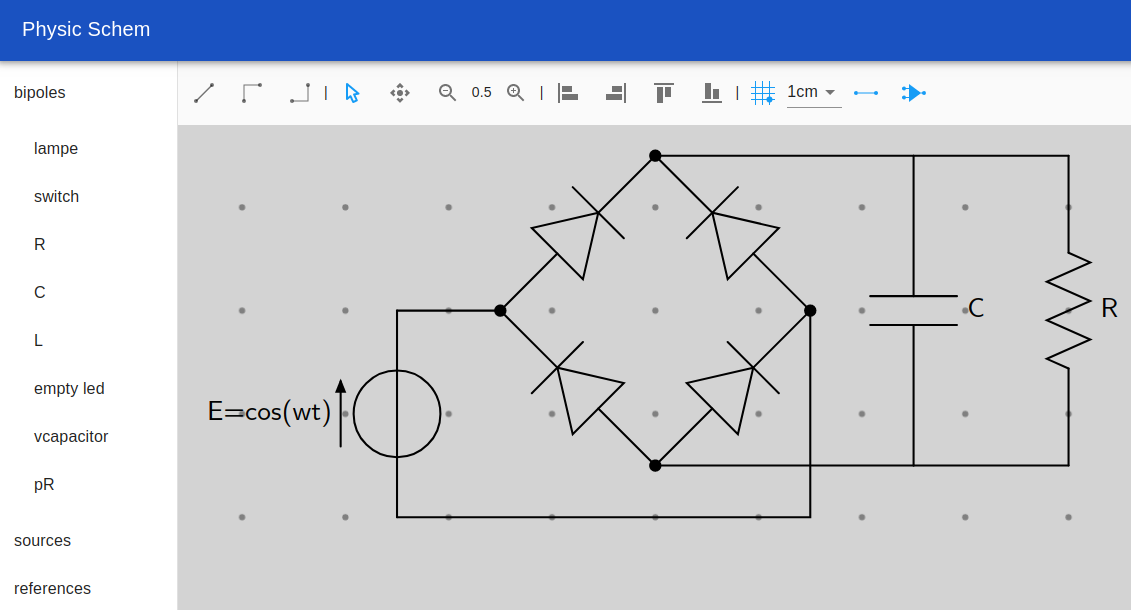 Physic Schem
bipoles
0.5
1cm
lampe
switch
R
C
L
empty led
vcapacitor
pR
sources
references
E=cos(wt)
C
R